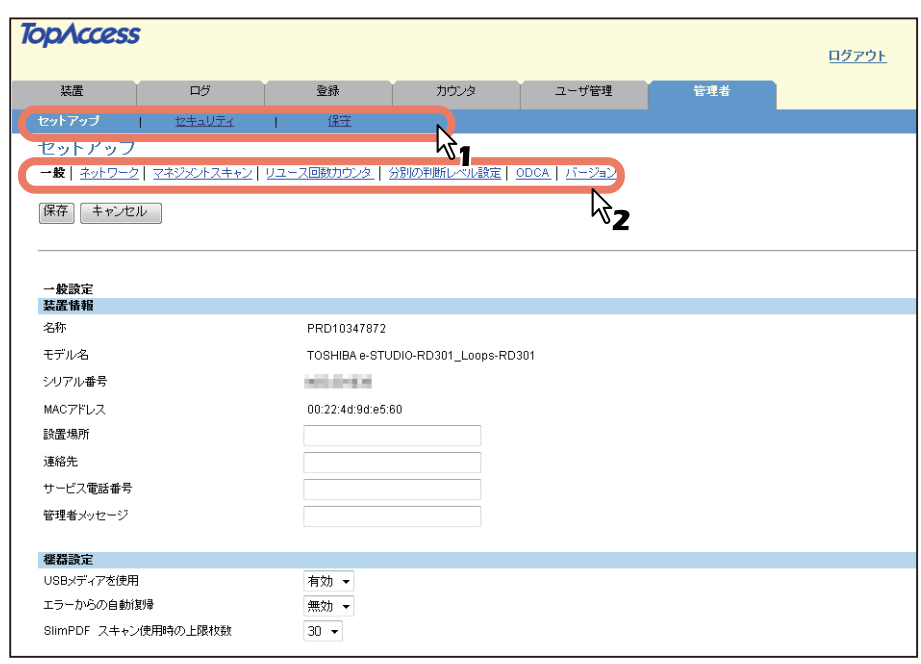 TopAccess
ログアウト
装置 ログ 登録 カウンタ ユーザ管理 管理者
セットアップ | セキュリティ | 保守
1
セットアップ
一般 | ネットワーク | マネジメントスキャン | リユース回数カウンタ | 分別の判断レベル設定 | ODCA | バージョン
2
保存 キャンセル
一般設定
装置情報
名称 PRD10347872
モデル名 TOSHIBA e-STUDIO-RD301_Loops-RD301
シリアル番号
MACアドレス 00:22:4d:9d:e5:60
設置場所
連絡先
サービス電話番号
管理者メッセージ
機器設定
USBメディアを使用 有効
エラーからの自動復帰 無効
SlimPDF スキャン使用時の上限枚数 30